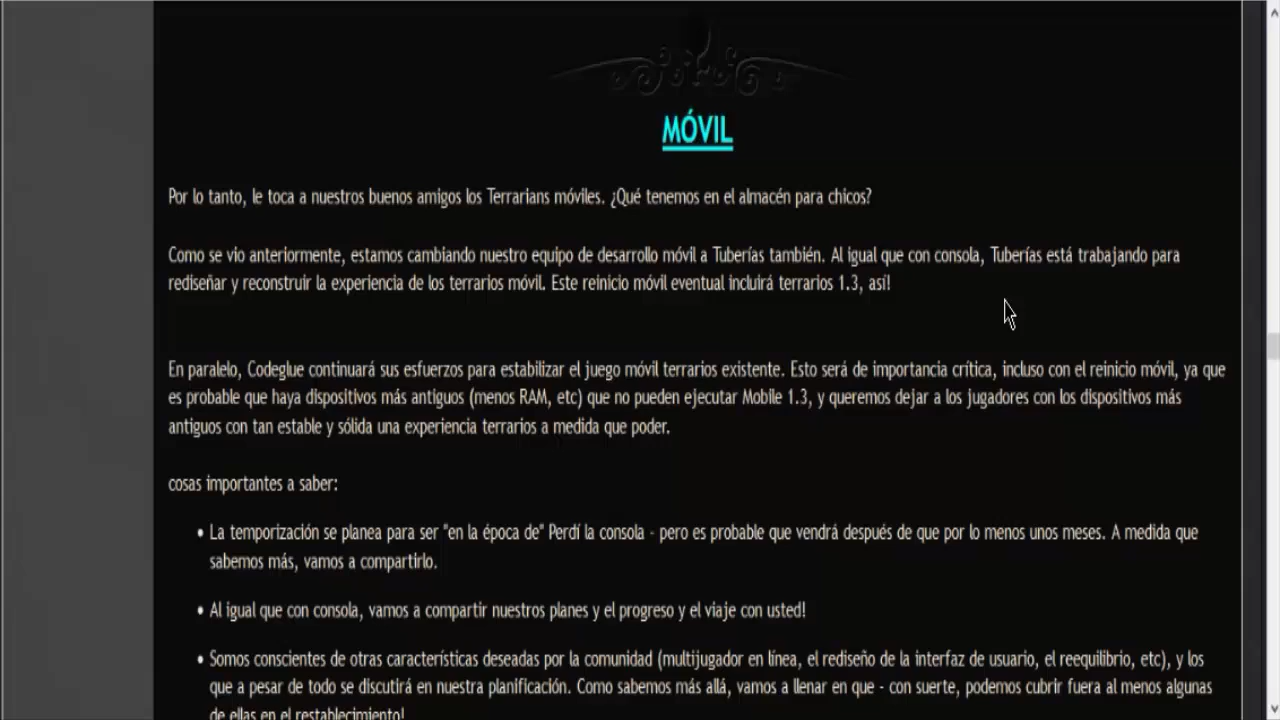 MÓVIL
Por lo tanto, le toca a nuestros buenos amigos los Terrarians móviles. ¿Qué tenemos en el almacén para chicos?
Como se vio anteriormente, estamos cambiando nuestro equipo de desarrollo móvil a Tuberías también. Al igual que con consola, Tuberías está trabajando para
rediseñar y reconstruir la experiencia de los terrarios móvil. Este reinicio móvil eventual incluirá terrarios 1.3, así!
En paralelo, Codeglue continuará sus esfuerzos para estabilizar el juego móvil terrarios existente. Esto será de importancia crítica, incluso con el reinicio móvil, ya que
es probable que haya dispositivos más antiguos (menos RAM, etc) que no pueden ejecutar Mobile 1.3, y queremos dejar a los jugadores con los dispositivos más
antiguos con tan estable y sólida una experiencia terrarios a medida que poder.
cosas importantes a saber:
• La temporización se planea para ser "en la época de" Perdí la consola - pero es probable que vendrá después de que por lo menos unos meses. A medida que
sabemos más, vamos a compartirlo.
• Al igual que con consola, vamos a compartir nuestros planes y el progreso y el viaje con usted!
• Somos conscientes de otras características deseadas por la comunidad (multijugador en línea, el rediseño de la interfaz de usuario, el reequilibrio, etc), y los
que a pesar de todo se discutirá en nuestra planificación. Como sabemos más allá, vamos a llenar en que - con suerte, podemos cubrir fuera al menos algunas
de ellas en el restablecimiento!